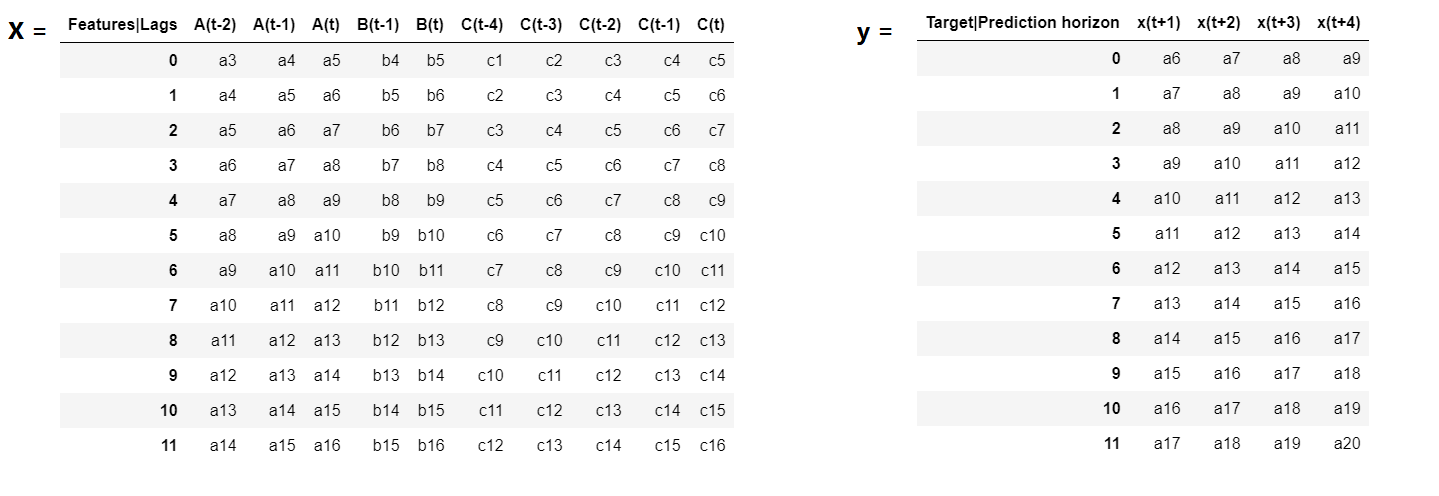 X = Features|Lags A(t-2) A(t-1) A(t) B(t-1) B(t) C(t-4) C(t-3) C(t-2) C(t-1) C(t)
0 a3 a4 a5 b4 b5 c1 c2 c3 c4 c5
1 a4 a5 a6 b5 b6 c2 c3 c4 c5 c6
2 a5 a6 a7 b6 b7 c3 c4 c5 c6 c7
3 a6 a7 a8 b7 b8 c4 c5 c6 c7 c8
4 a7 a8 a9 b8 b9 c5 c6 c7 c8 c9
5 a8 a9 a10 b9 b10 c6 c7 c8 c9 c10
6 a9 a10 a11 b10 b11 c7 c8 c9 c10 c11
7 a10 a11 a12 b11 b12 c8 c9 c10 c11 c12
8 a11 a12 a13 b12 b13 c9 c10 c11 c12 c13
9 a12 a13 a14 b13 b14 c10 c11 c12 c13 c14
10 a13 a14 a15 b14 b15 c11 c12 c13 c14 c15
11 a14 a15 a16 b15 b16 c12 c13 c14 c15 c16
y = Target|Prediction horizon x(t+1) x(t+2) x(t+3) x(t+4)
0 a6 a7 a8 a9
1 a7 a8 a9 a10
2 a8 a9 a10 a11
3 a9 a10 a11 a12
4 a10 a11 a12 a13
5 a11 a12 a13 a14
6 a12 a13 a14 a15
7 a13 a14 a15 a16
8 a14 a15 a16 a17
9 a15 a16 a17 a18
10 a16 a17 a18 a19
11 a17 a18 a19 a20